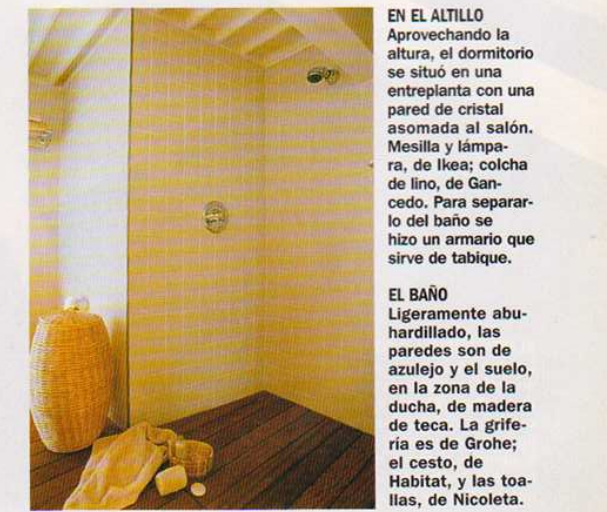 EN EL ALTILLO
Aprovechando la
altura, el dormitorio
se situó en una
entreplanta con una
pared de cristal
asomada al salón.
Mesilla y lámpa-
ra, de Ikea; colcha
de lino, de Gan-
cedo. Para separar-
lo del baño se
hizo un armario que
sirve de tabique.
EL BAÑO
Ligeramente abu-
hardillado, las
paredes son de
azulejo y el suelo,
en la zona de la
ducha, de madera
de teca. La grife-
ría es de Grohe;
el cesto, de
Habitat, y las toa-
llas, de Nicoleta.